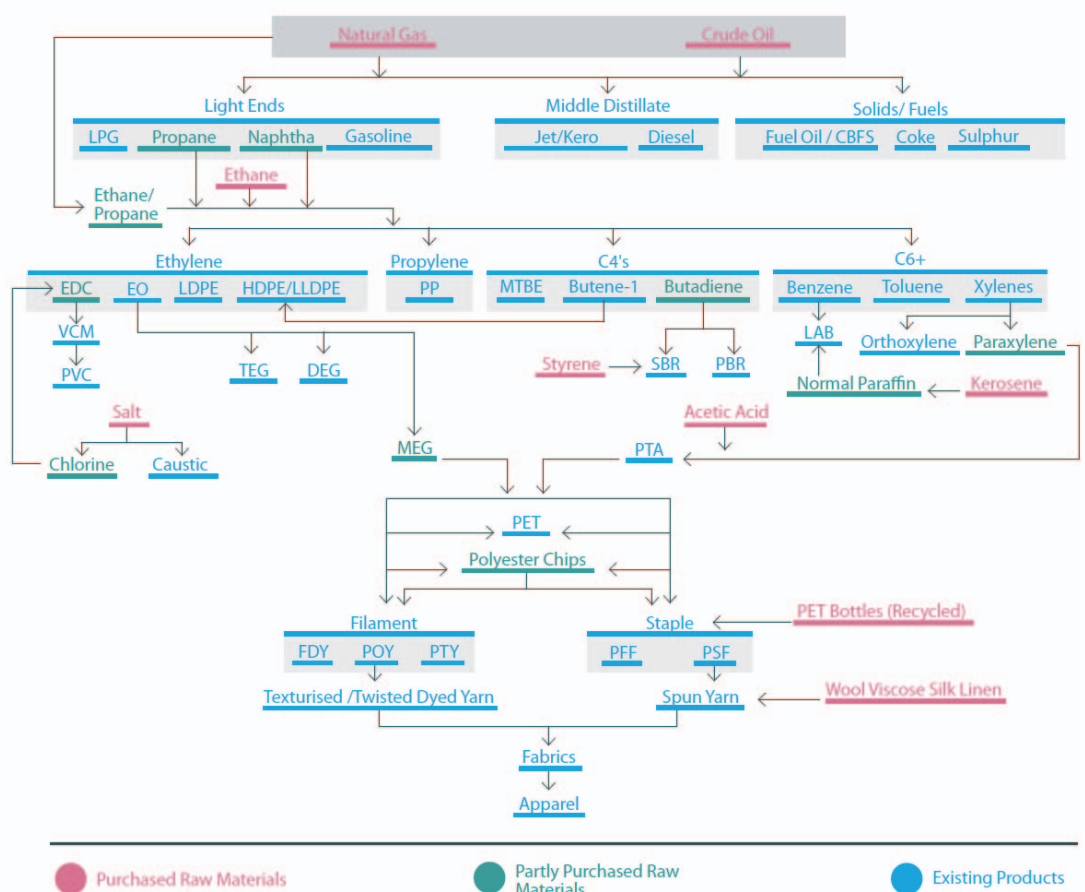 Natural Gas
Crude Oil
Light Ends
Middle Distillate
Solids/ Fuels
LPG
Propane
Naphtha
Gasoline
Jet/Kero
Diesel
Fuel Oil / CBFS
Coke
Sulphur
Ethane
Ethane/
Propane
Ethylene
Propylene
C4's
C6+
EDC
EO
LDPE
HDPE/LLDPE
PP
MTBE
Butene-1
Butadiene
Benzene
Toluene
Xylenes
VCM
LAB
Orthoxylene
Paraxylene
PVC
TEG
DEG
Styrene
SBR
PBR
Normal Paraffin
Kerosene
Salt
Acetic Acid
Chlorine
Caustic
MEG
PTA
PET
Polyester Chips
PET Bottles (Recycled)
Filament
Staple
FDY
POY
PTY
PFF
PSF
Texturised /Twisted Dyed Yarn
Spun Yarn
Wool Viscose Silk Linen
Fabrics
Apparel
Purchased Raw Materials
Partly Purchased Raw
Materials
Existing Products